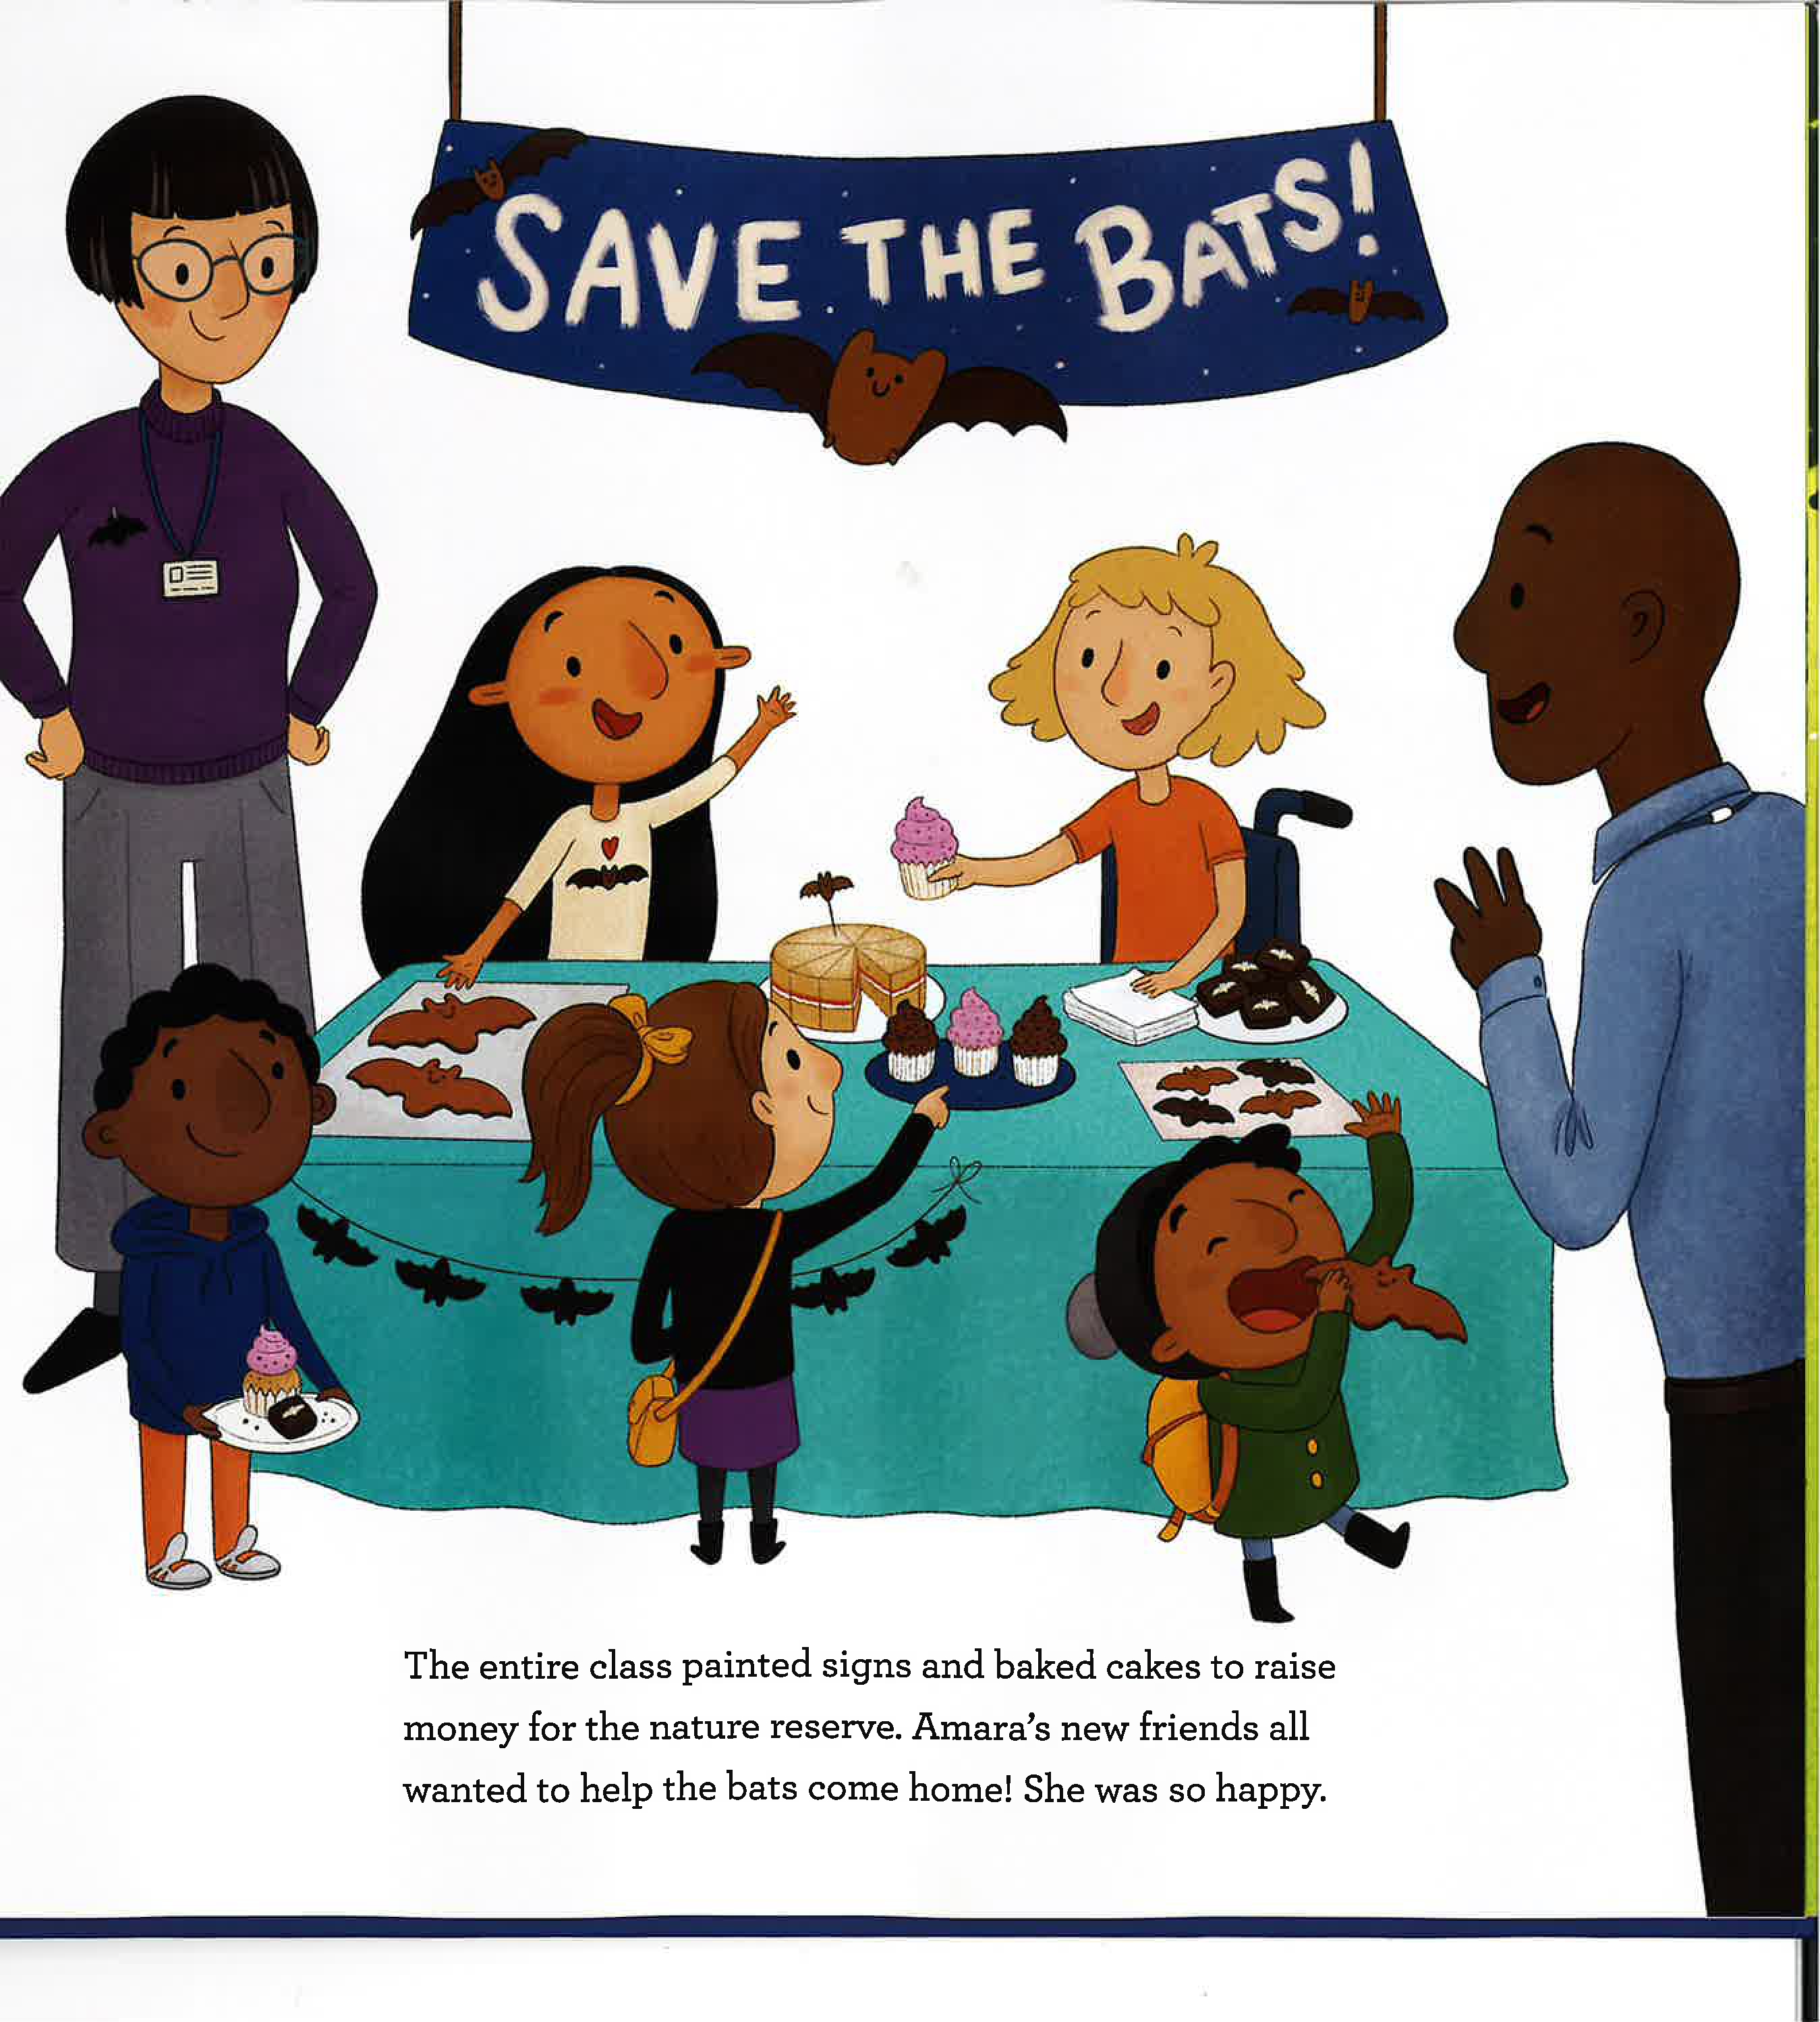 SAVE THE BATS!
The entire class painted signs and baked cakes to raise
money for the nature reserve. Amara's new friends all
wanted to help the bats come home! She was so happy.